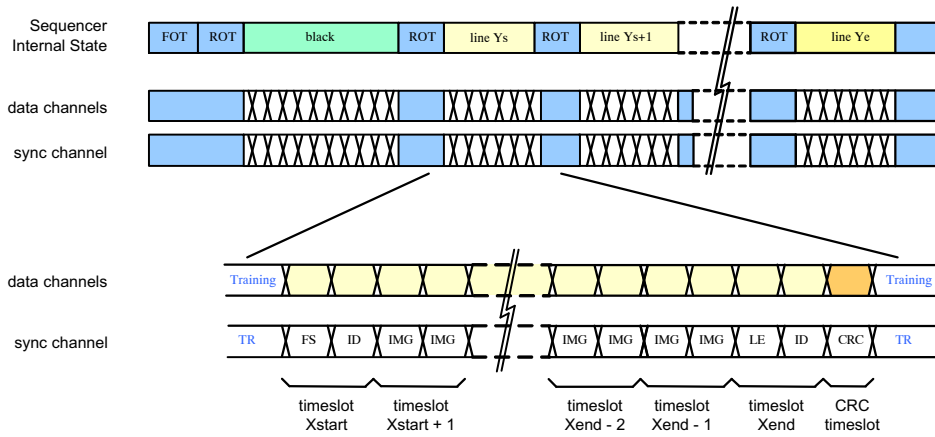 Sequencer
Internal State
FOT ROT black ROT line Ys ROT line Ys+1 ROT line Ye
data channels
sync channel
data channels
Training Training
sync channel
TR FS ID IMG IMG IMG IMG IMG IMG LE ID CRC TR
timeslot timeslot timeslot timeslot timeslot CRC
Xstart Xstart + 1 Xend - 2 Xend - 1 Xend timeslot